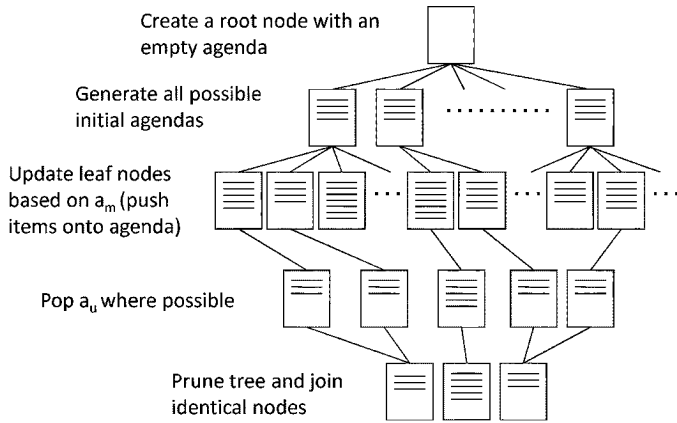 Create a root node with an
empty agenda
Generate all possible
initial agendas
Update leaf nodes
based on aₘ (push
items onto agenda)
Pop aᵤ where possible
Prune tree and join
identical nodes